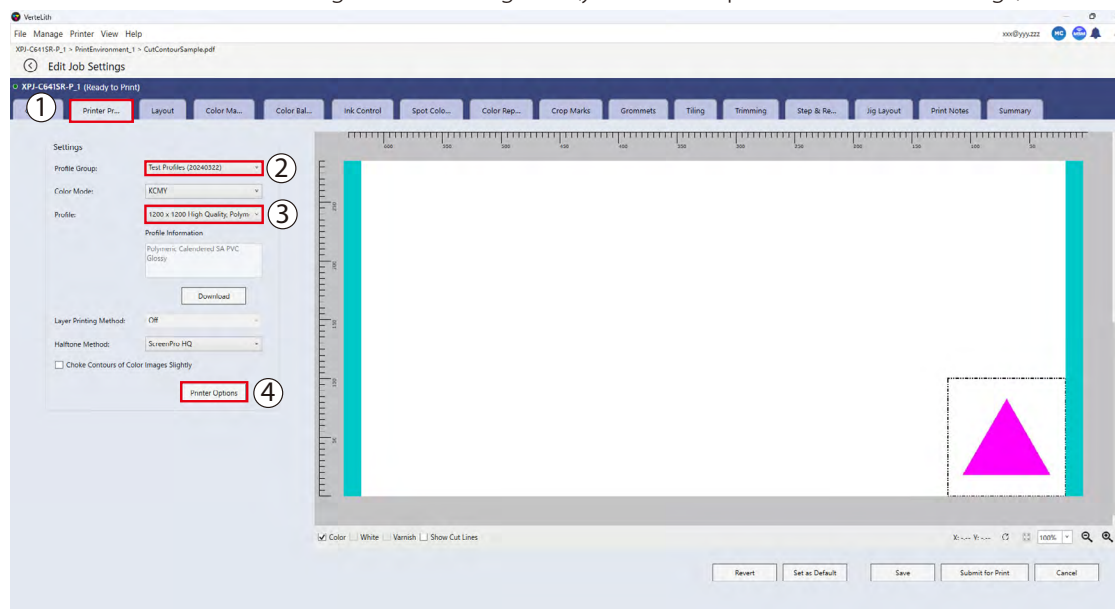 VerteLith
File Manage Printer View Help
xxx@yyy.zzz MC
XPJ-C641SR-P_1 > PrintEnvironment_1 > CutContourSample.pdf
Edit Job Settings
XPJ-C641SR-P_1 (Ready to Print)
① Printer Pr... Layout Color Ma... Color Bal... Ink Control Spot Colo... Color Rep... Crop Marks Grommets Tiling Trimming Step & Re... Jig Layout Print Notes Summary
Settings
Profile Group: Test Profiles (20240322) ②
Color Mode: KCMY
Profile: 1200 x 1200 High Quality, Polym ③
Profile Information
Polymeric Calendered SA PVC
Glossy
Download
Layer Printing Method: Off
Halftone Method: ScreenPro HQ
Choke Contours of Color Images Slightly
Printer Options ④
Color White Varnish Show Cut Lines
X: -.-- Y: -.-- 100%
Revert Set as Default Save Submit for Print Cancel